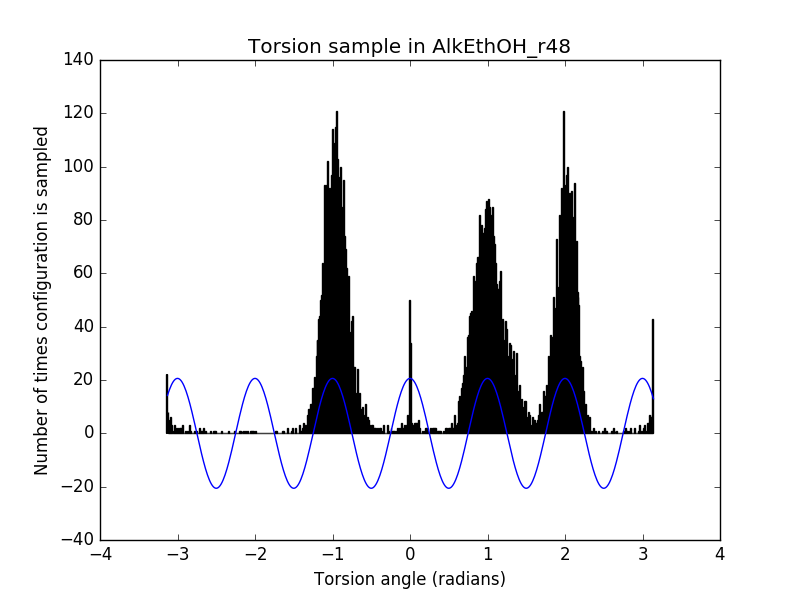 Torsion sample in AlkEthOH_r48
Number of times configuration is sampled
140
120
100
80
60
40
20
0
−20
−40
−4 −3 −2 −1 0 1 2 3 4
Torsion angle (radians)